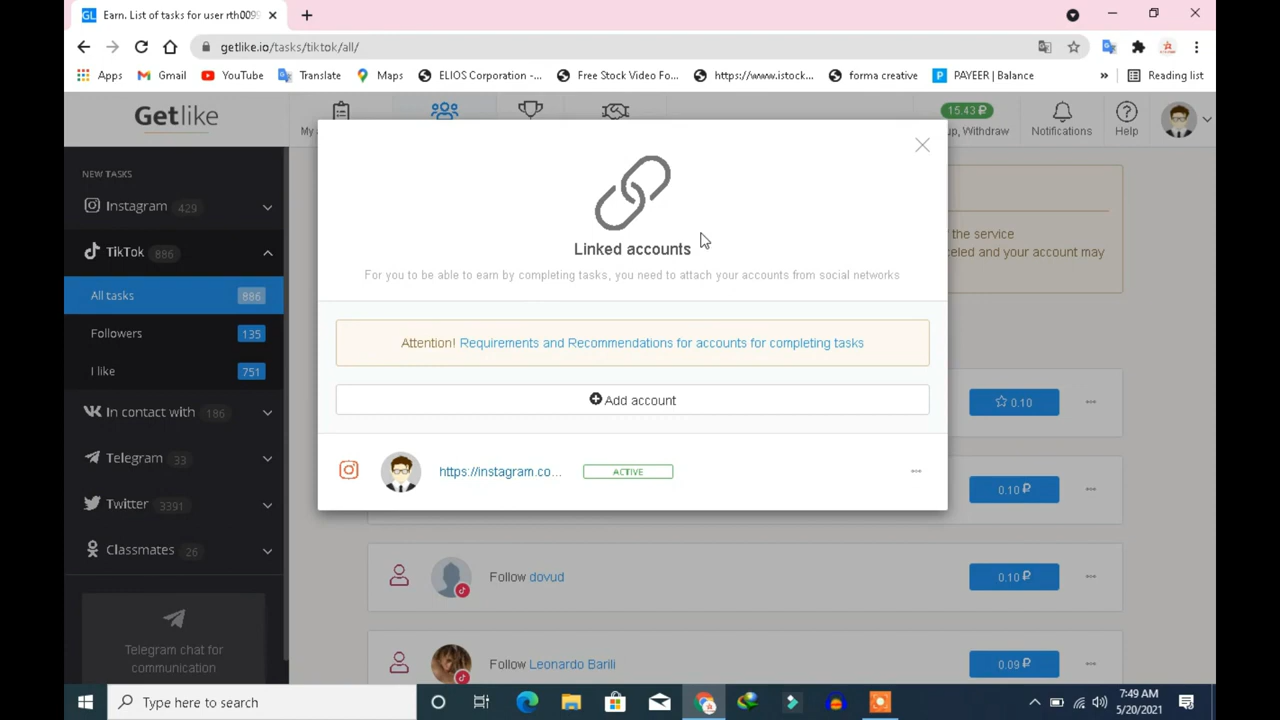 GL Earn. List of tasks for user rth0099
getlike.io/tasks/tiktok/all/
Apps Gmail YouTube Translate Maps ELIOS Corporation -... Free Stock Video Fo... https://www.istock... forma creative P PAYEER | Balance » Reading list
Getlike
My
15.43 ₽
up, Withdraw
Notifications
Help
NEW TASKS
Instagram 429
TikTok 886
All tasks 886
Followers 135
I like 751
In contact with 186
Telegram 33
Twitter 3391
Classmates 26
Telegram chat for
communication
Linked accounts
For you to be able to earn by completing tasks, you need to attach your accounts from social networks
Attention! Requirements and Recommendations for accounts for completing tasks
Add account
https://instagram.co... ACTIVE
f the service
celed and your account may
0.10
0.10 ₽
Follow dovud 0.10 ₽
Follow Leonardo Barili 0.09 ₽
Type here to search
7:49 AM
5/20/2021